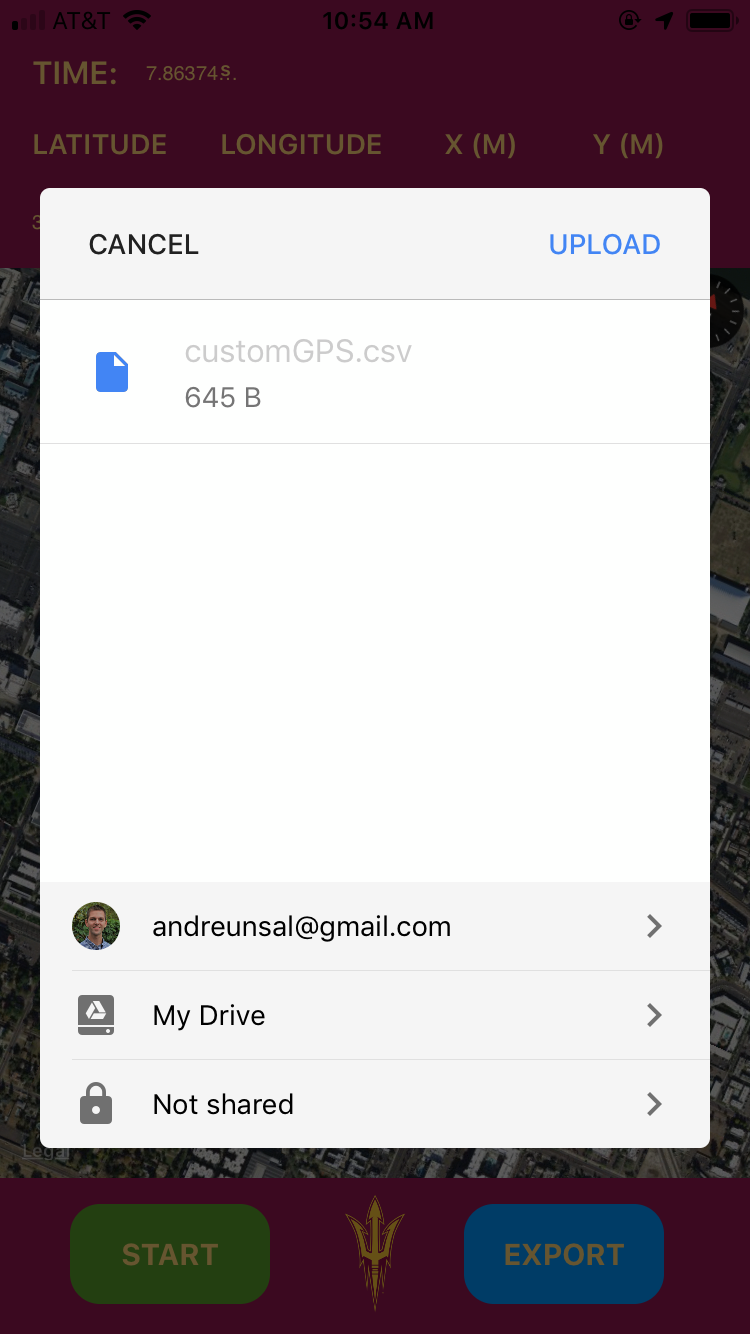 AT&T 10:54 AM
TIME: 7.86374s.
LATITUDE LONGITUDE X (M) Y (M)
3
CANCEL UPLOAD
customGPS.csv
645 B
andreunsal@gmail.com
My Drive
Not shared
Legal
START EXPORT